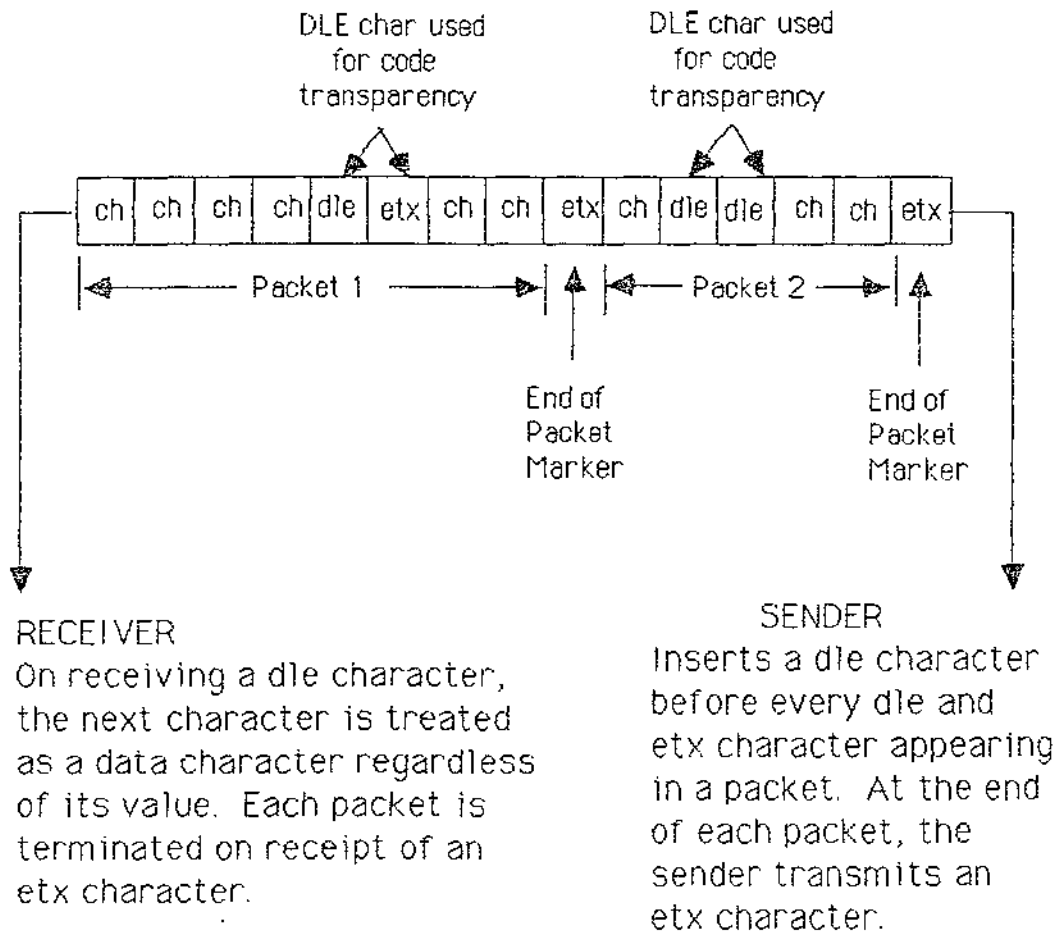 DLE char used
for code
transparency
DLE char used
for code
transparency
ch ch ch ch dle etx ch ch etx ch dle dle ch ch etx
Packet 1
Packet 2
End of
Packet
Marker
End of
Packet
Marker
RECEIVER
On receiving a dle character,
the next character is treated
as a data character regardless
of its value. Each packet is
terminated on receipt of an
etx character.
SENDER
Inserts a dle character
before every dle and
etx character appearing
in a packet. At the end
of each packet, the
sender transmits an
etx character.